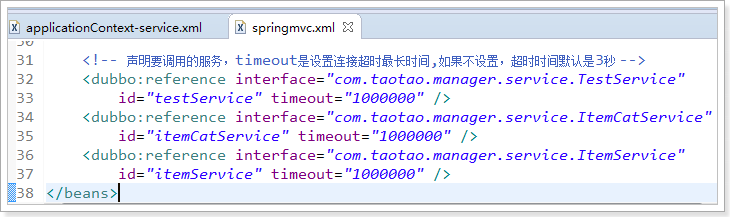 applicationContext-service.xml springmvc.xml
30
31 <!-- 声明要调用的服务，timeout是设置连接超时最长时间,如果不设置，超时时间默认是3秒 -->
32 <dubbo:reference interface="com.taotao.manager.service.TestService"
33 id="testService" timeout="1000000" />
34 <dubbo:reference interface="com.taotao.manager.service.ItemCatService"
35 id="itemCatService" timeout="1000000" />
36 <dubbo:reference interface="com.taotao.manager.service.ItemService"
37 id="itemService" timeout="1000000" />
38 </beans>